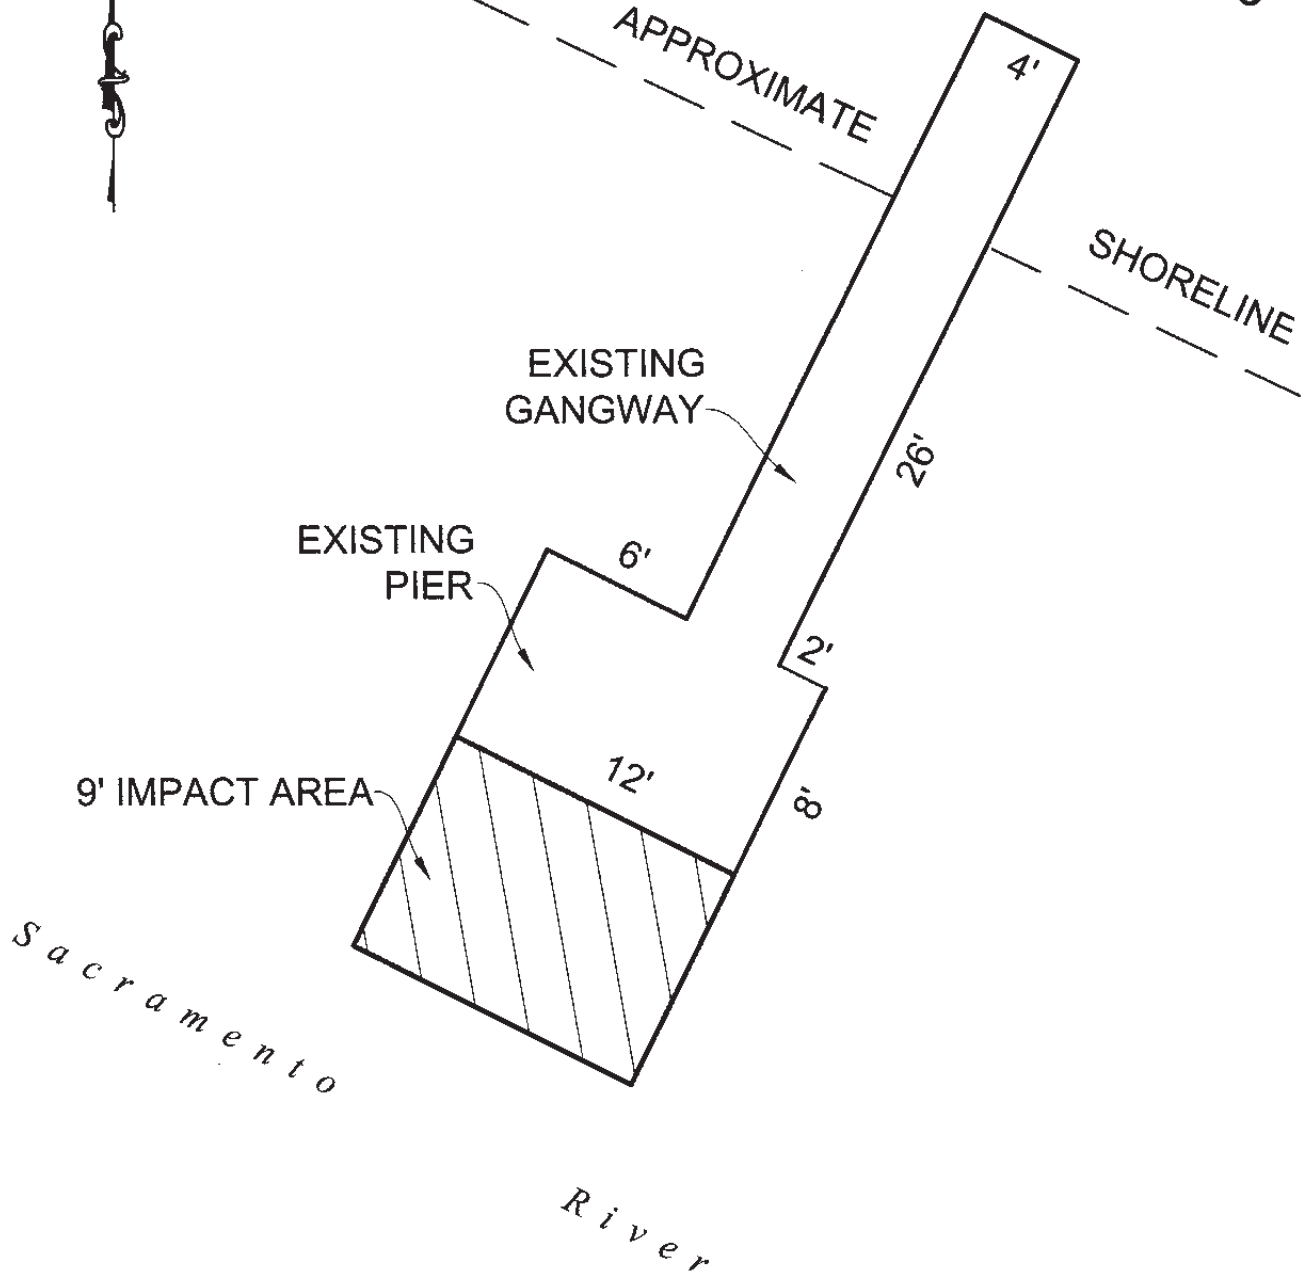 APPROXIMATE
4'
SHORELINE
EXISTING
GANGWAY
26'
EXISTING
PIER
6'
2'
12'
8'
9' IMPACT AREA
Sacramento
River